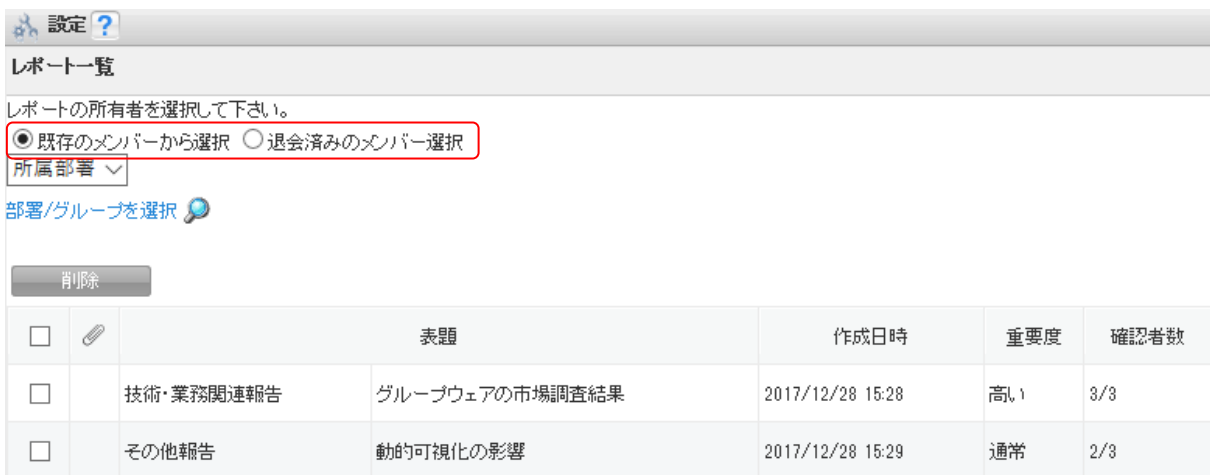 設定 ?
レポート一覧
レポートの所有者を選択して下さい。
既存のメンバーから選択 退会済みのメンバー選択
所属部署
部署/グループを選択
削除
表題 作成日時 重要度 確認者数
技術・業務関連報告 グループウェアの市場調査結果 2017/12/28 15:28 高い 3/3
その他報告 動的可視化の影響 2017/12/28 15:29 通常 2/3